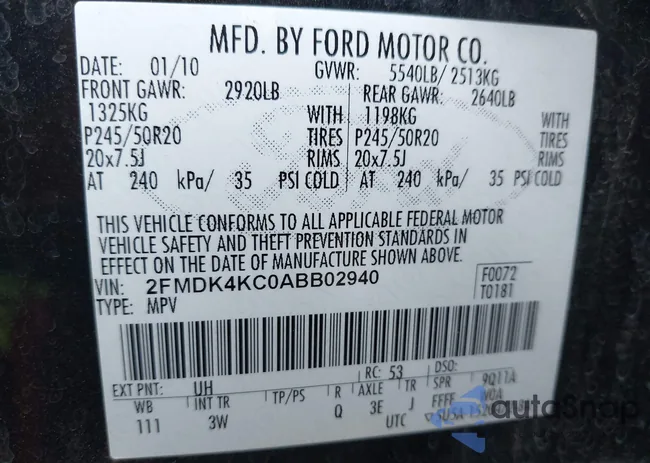 MFD. BY FORD MOTOR CO.
DATE: 01/10 GVWR: 5540LB/ 2513KG
FRONT GAWR: 2920LB REAR GAWR: 2640LB
1325KG WITH 1198KG WITH
P245/50R20 TIRES P245/50R20 TIRES
20x7.5J RIMS 20x7.5J RIMS
AT 240 kPa/ 35 PSI COLD AT 240 kPa/ 35 PSI COLD
THIS VEHICLE CONFORMS TO ALL APPLICABLE FEDERAL MOTOR
VEHICLE SAFETY AND THEFT PREVENTION STANDARDS IN
EFFECT ON THE DATE OF MANUFACTURE SHOWN ABOVE.
VIN: 2FMDK4KC0ABB02940 F0072
TYPE: MPV T0181
RC: 53 DSO:
EXT PNT: UH 9Q11A
WB INT TR TP/PS R AXLE TR SPR
111 3W Q 3E J FFFF
UTC
autoSnap